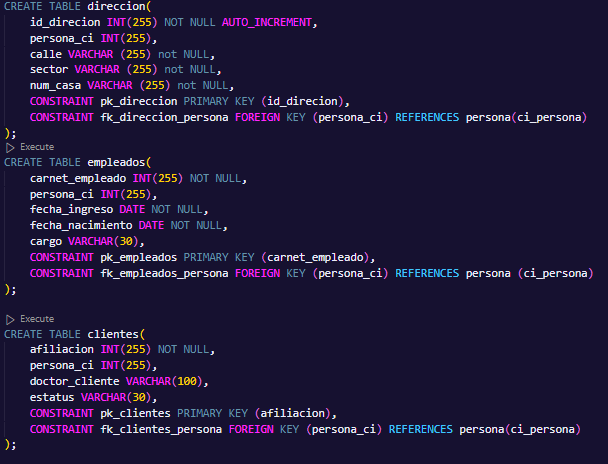 CREATE TABLE direccion(
    id_direcion INT(255) NOT NULL AUTO_INCREMENT,
    persona_ci INT(255),
    calle VARCHAR (255) not NULL,
    sector VARCHAR (255) not NULL,
    num_casa VARCHAR (255) not NULL,
    CONSTRAINT pk_direccion PRIMARY KEY (id_direcion),
    CONSTRAINT fk_direccion_persona FOREIGN KEY (persona_ci) REFERENCES persona(ci_persona)
);
▷ Execute
CREATE TABLE empleados(
    carnet_empleado INT(255) NOT NULL,
    persona_ci INT(255),
    fecha_ingreso DATE NOT NULL,
    fecha_nacimiento DATE NOT NULL,
    cargo VARCHAR(30),
    CONSTRAINT pk_empleados PRIMARY KEY (carnet_empleado),
    CONSTRAINT fk_empleados_persona FOREIGN KEY (persona_ci) REFERENCES persona (ci_persona)
);
▷ Execute
CREATE TABLE clientes(
    afiliacion INT(255) NOT NULL,
    persona_ci INT(255),
    doctor_cliente VARCHAR(100),
    estatus VARCHAR(30),
    CONSTRAINT pk_clientes PRIMARY KEY (afiliacion),
    CONSTRAINT fk_clientes_persona FOREIGN KEY (persona_ci) REFERENCES persona(ci_persona)
);